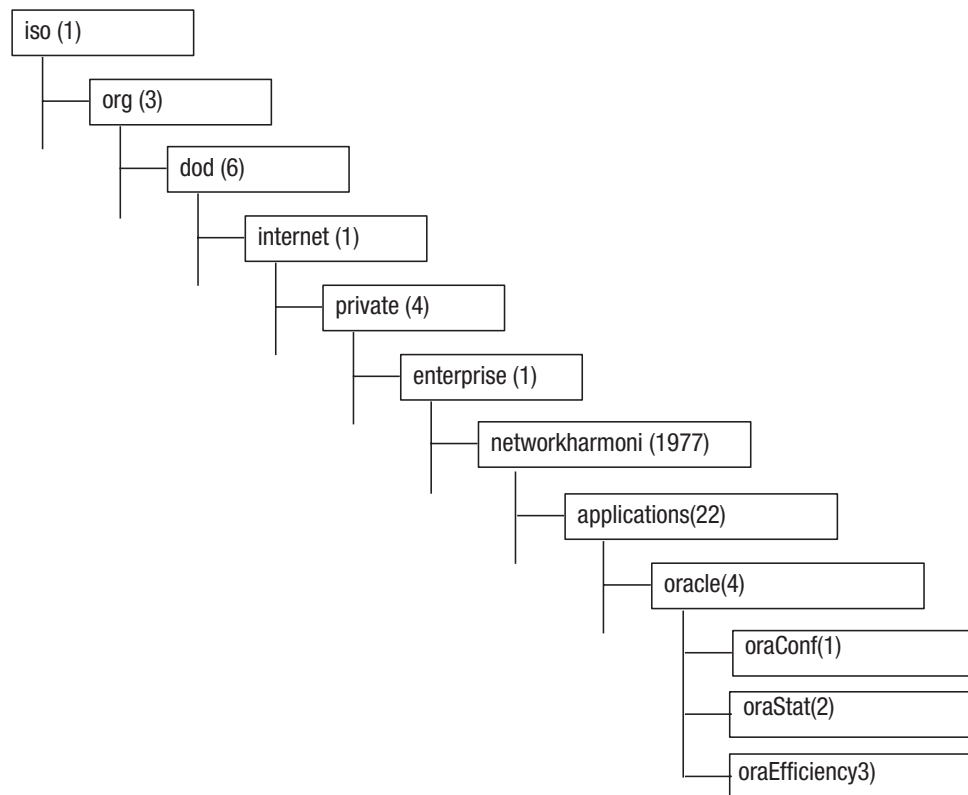 iso (1)
org (3)
dod (6)
internet (1)
private (4)
enterprise (1)
networkharmoni (1977)
applications(22)
oracle(4)
oraConf(1)
oraStat(2)
oraEfficiency3)